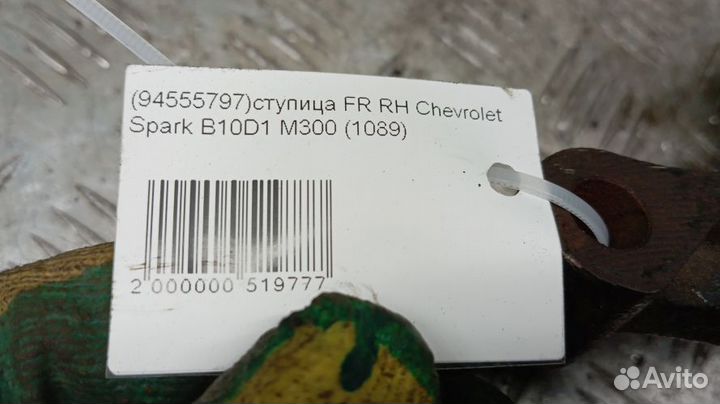 (94555797)ступица FR RH Chevrolet
Spark B10D1 M300 (1089)
2 000000 519777
Avito